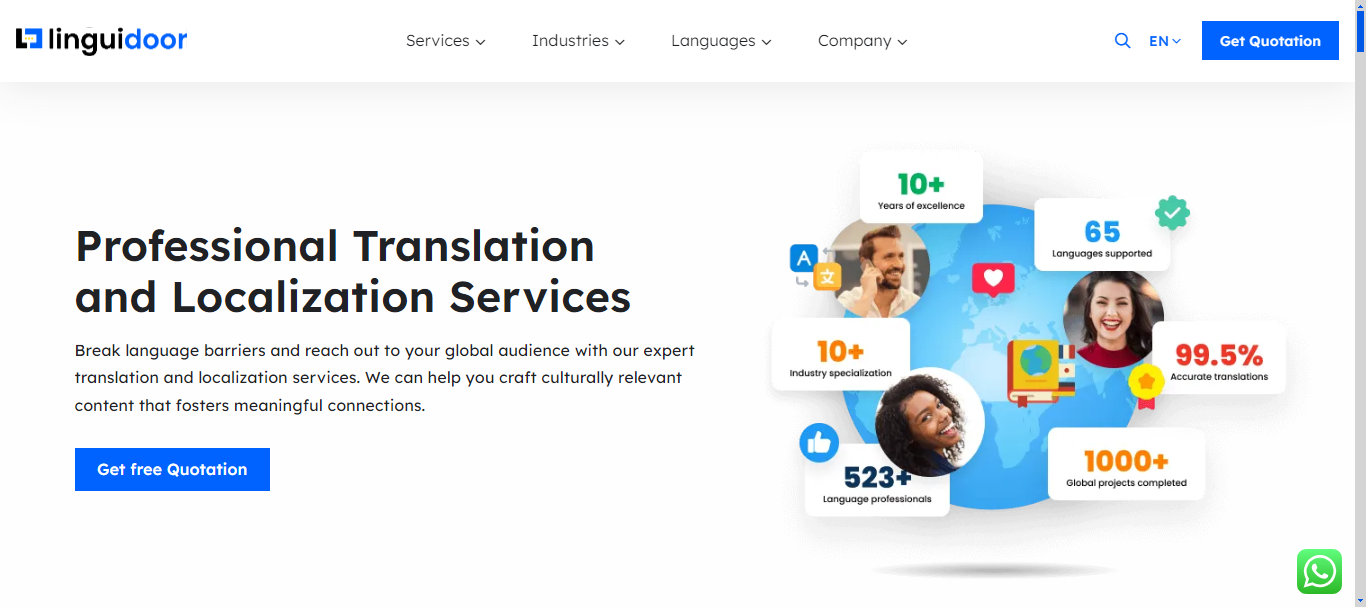 linguidoor
Services
Industries
Languages
Company
EN
Get Quotation
Professional Translation
and Localization Services
Break language barriers and reach out to your global audience with our expert
translation and localization services. We can help you craft culturally relevant
content that fosters meaningful connections.
Get free Quotation
10+
Years of excellence
65
Languages supported
A
文
10+
Industry specialization
99.5%
Accurate translations
523+
Language professionals
1000+
Global projects completed